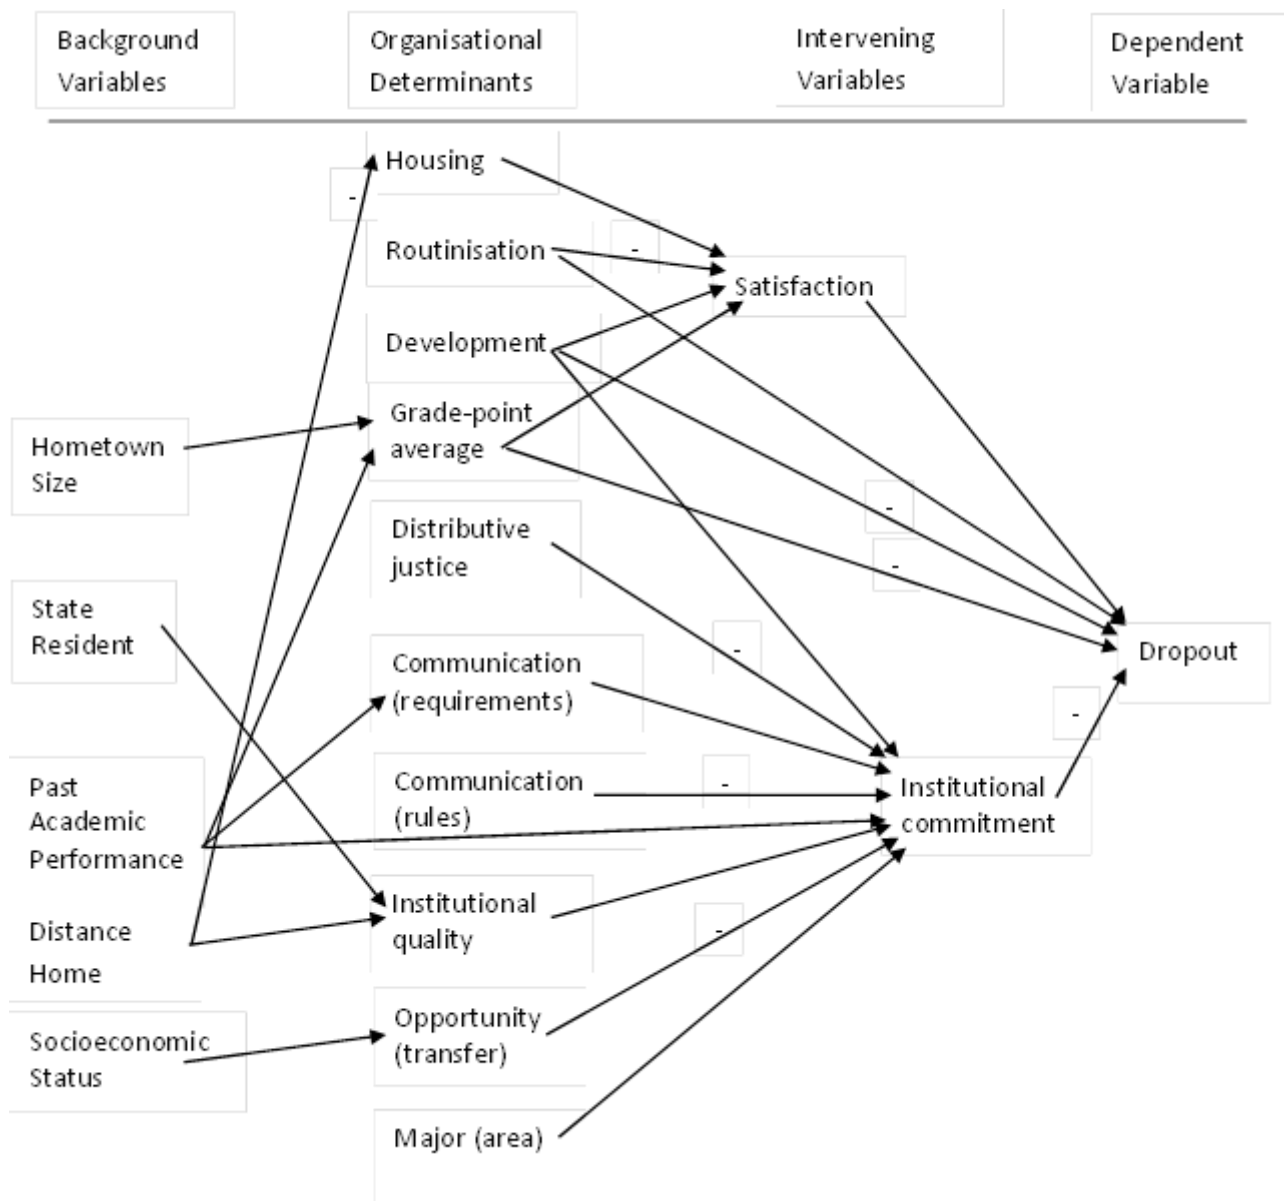 Background
Variables
Organisational
Determinants
Intervening
Variables
Dependent
Variable
Housing
-
Routinisation
-
Satisfaction
Development
Grade-point
average
Hometown
Size
-
Distributive
justice
-
State
Resident
Communication
(requirements)
-
Dropout
-
Past
Academic
Performance
Communication
(rules)
-
Institutional
commitment
Distance
Home
Institutional
quality
-
Socioeconomic
Status
Opportunity
(transfer)
Major (area)